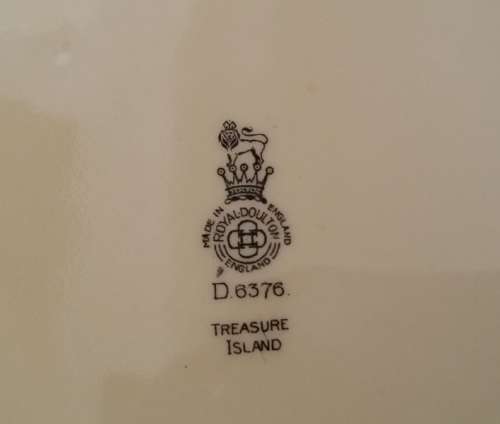 MADE IN ENGLAND
ROYAL-DOULTON
ENGLAND
D.6376.
TREASURE
ISLAND